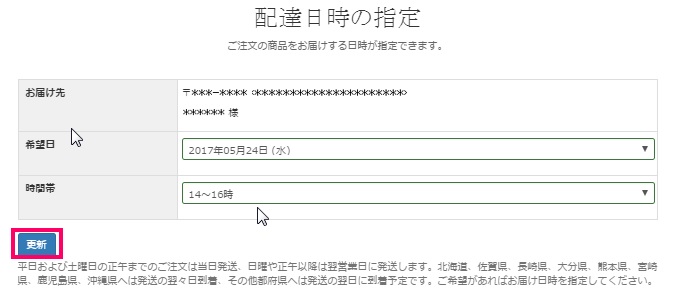 配達日時の指定
ご注文の商品をお届けする日時が指定できます。
お届け先
〒***-**** ◊**********************◊
****** 様
希望日
2017年05月24日 (水)
時間帯
14～16時
更新
平日および土曜日の正午までのご注文は当日発送、日曜や正午以降は翌営業日に発送します。北海道、佐賀県、長崎県、大分県、熊本県、宮崎
県、鹿児島県、沖縄県へは発送の翌々日到着、その他都府県へは発送の翌日に到着予定です。ご希望があればお届け日時を指定してください。